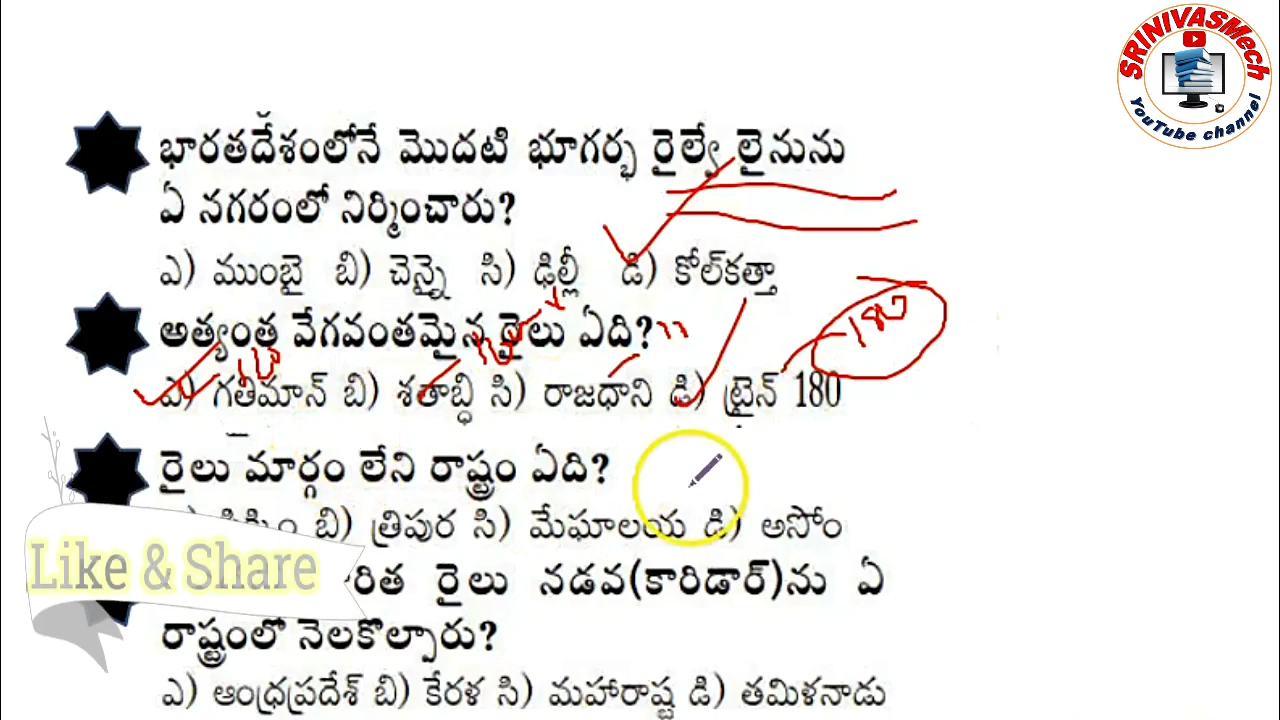 SRINIVASMech
YouTube channel
భారతదేశంలోనే మొదటి భూగర్భ రైల్వే లైనును
ఏ నగరంలో నిర్మించారు?
ఎ) ముంబై బి) చెన్నై సి) ఢిల్లీ డి) కోల్‌కత్తా
అత్యంత వేగవంతమైన రైలు ఏది?
180
ఎ) గతిమాన్ బి) శతాబ్ధి సి) రాజధాని డి) ట్రైన్ 180
రైలు మార్గం లేని రాష్ట్రం ఏది?
బి) త్రిపుర సి) మేఘాలయ డి) అసోం
Like & Share
రిత రైలు నడవ(కారిడార్)ను ఏ
రాష్ట్రంలో నెలకొల్పారు?
ఎ) ఆంధ్రప్రదేశ్ బి) కేరళ సి) మహారాష్ట్ర డి) తమిళనాడు